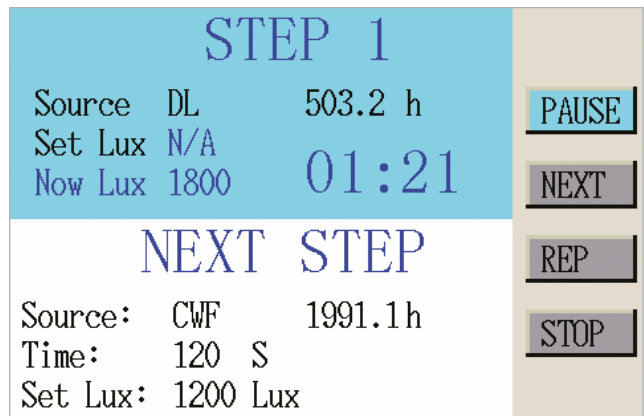 STEP 1
Source DL 503.2 h
Set Lux N/A
Now Lux 1800 01:21
NEXT STEP
Source: CWF 1991.1h
Time: 120 S
Set Lux: 1200 Lux
PAUSE
NEXT
REP
STOP